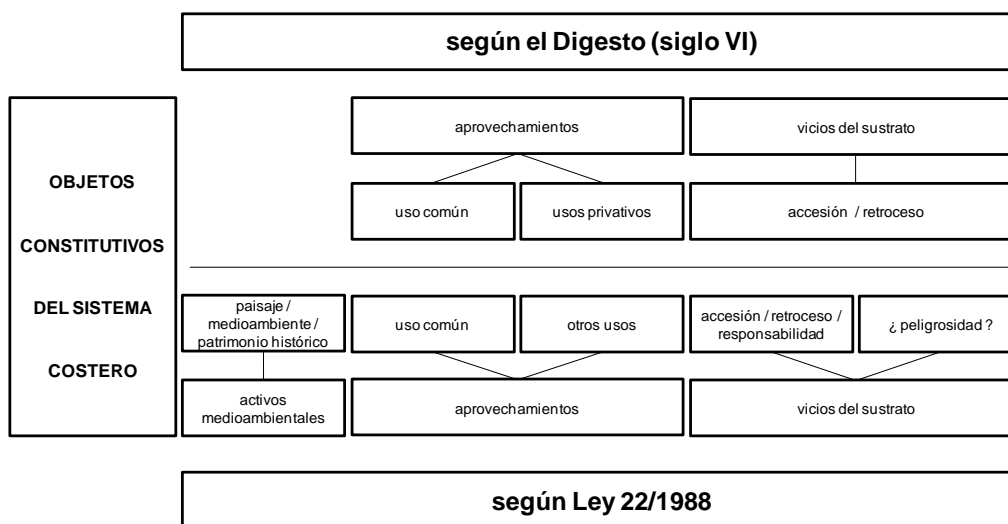 según el Digesto (siglo VI)
OBJETOS
CONSTITUTIVOS
DEL SISTEMA
COSTERO
aprovechamientos
vicios del sustrato
uso común
usos privativos
accesión / retroceso
paisaje /
medioambiente /
patrimonio histórico
uso común
otros usos
accesión / retroceso /
responsabilidad
¿ peligrosidad ?
activos
medioambientales
aprovechamientos
vicios del sustrato
según Ley 22/1988